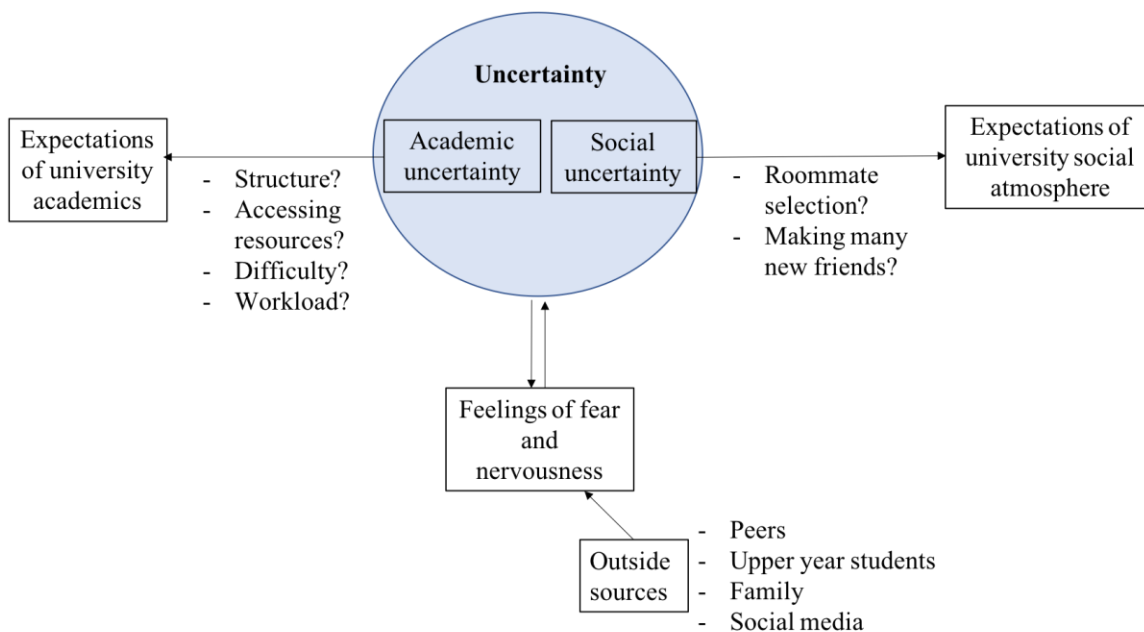 Uncertainty
Expectations
of university
academics
Academic
uncertainty
Social
uncertainty
Expectations of
university social
atmosphere
- Structure?
- Accessing
resources?
- Difficulty?
- Workload?
- Roommate
selection?
- Making many
new friends?
Feelings of fear
and
nervousness
Outside
sources
- Peers
- Upper year students
- Family
- Social media